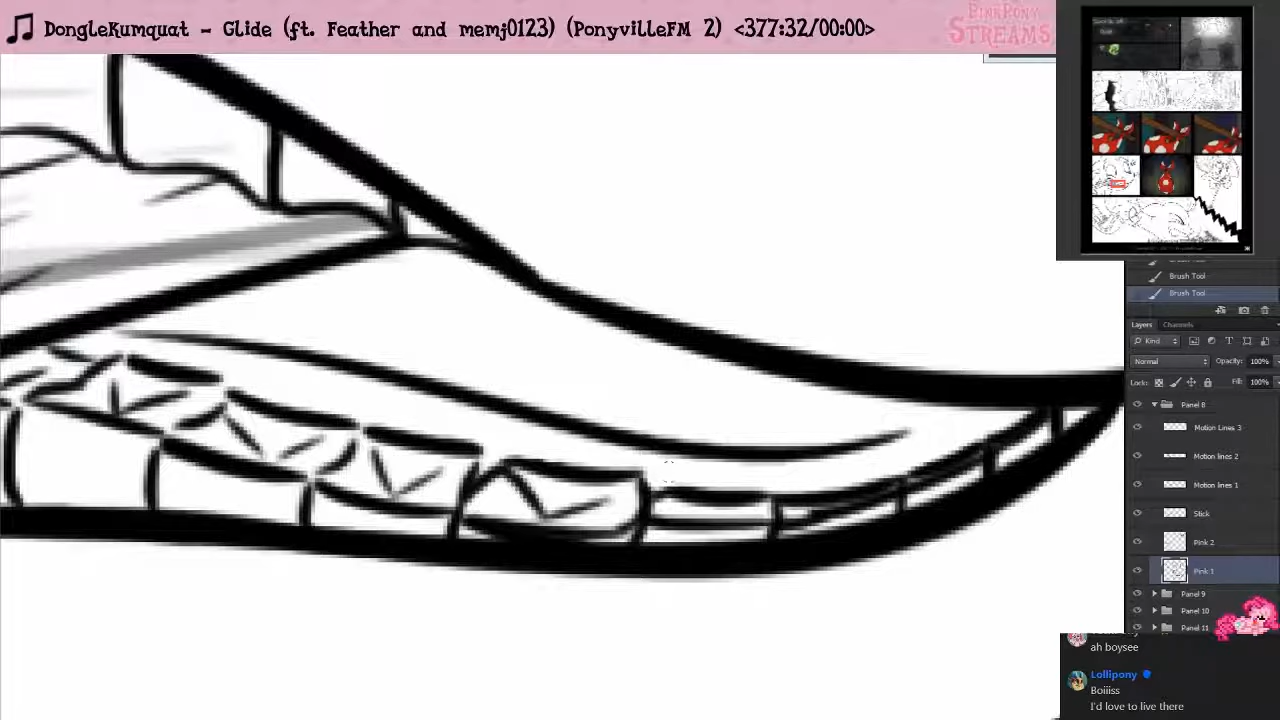 DongleKumquat - Glide (ft. Feather and memj0123) (PonyvilleFM 2) <377:32/00:00>
PinkPony
STREAMS
Brush Tool
Brush Tool
Layers Channels
Kind
Normal Opacity: 100%
Lock: Fill: 100%
Panel 8
Motion Lines 3
Motion lines 2
Motion lines 1
Stick
Pink 2
Pink 1
Panel 9
Panel 10
Panel 11
ah boysee
Lollipony
Boiiiss
I'd love to live there